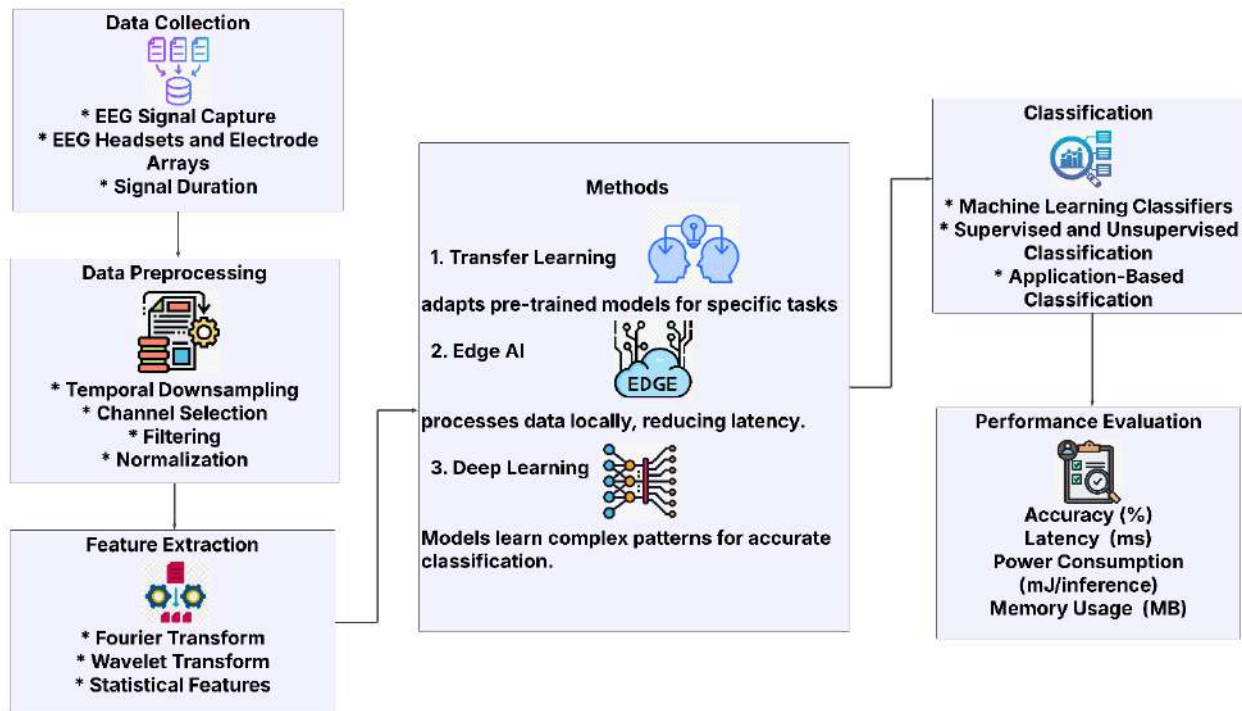 Data Collection
* EEG Signal Capture
* EEG Headsets and Electrode
Arrays
* Signal Duration
Data Preprocessing
* Temporal Downsampling
* Channel Selection
* Filtering
* Normalization
Feature Extraction
* Fourier Transform
* Wavelet Transform
* Statistical Features
Methods
1. Transfer Learning
adapts pre-trained models for specific tasks
2. Edge AI
EDGE
processes data locally, reducing latency.
3. Deep Learning
Models learn complex patterns for accurate
classification.
Classification
* Machine Learning Classifiers
* Supervised and Unsupervised
Classification
* Application-Based
Classification
Performance Evaluation
Accuracy (%)
Latency (ms)
Power Consumption
(mJ/inference)
Memory Usage (MB)